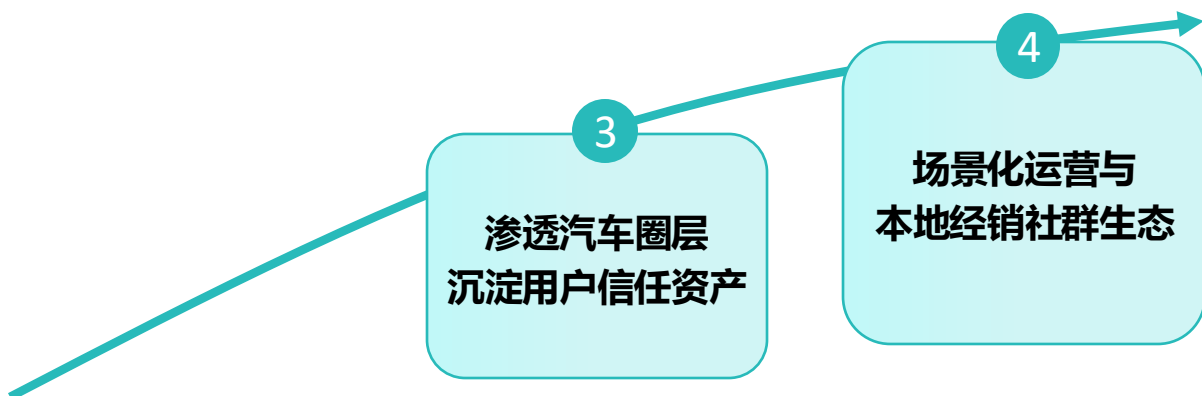 3
渗透汽车圈层
沉淀用户信任资产
4
场景化运营与
本地经销社群生态